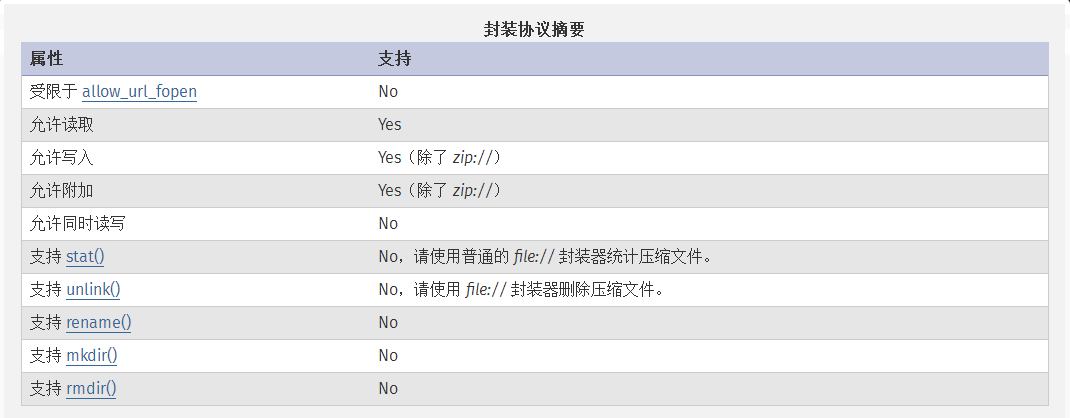 封装协议摘要
属性 支持
受限于 allow_url_fopen No
允许读取 Yes
允许写入 Yes（除了 zip://）
允许附加 Yes（除了 zip://）
允许同时读写 No
支持 stat() No，请使用普通的 file:// 封装器统计压缩文件。
支持 unlink() No，请使用 file:// 封装器删除压缩文件。
支持 rename() No
支持 mkdir() No
支持 rmdir() No